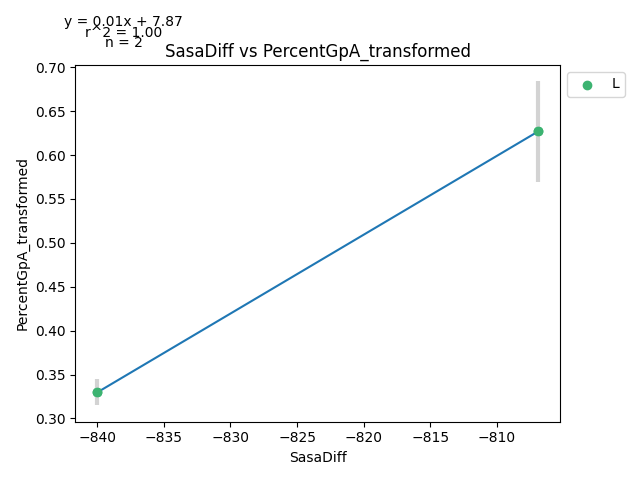 y = 0.01x + 7.87
r^2 = 1.00
n = 2
SasaDiff vs PercentGpA_transformed
L
PercentGpA_transformed
0.70
0.65
0.60
0.55
0.50
0.45
0.40
0.35
0.30
−840 −835 −830 −825 −820 −815 −810
SasaDiff